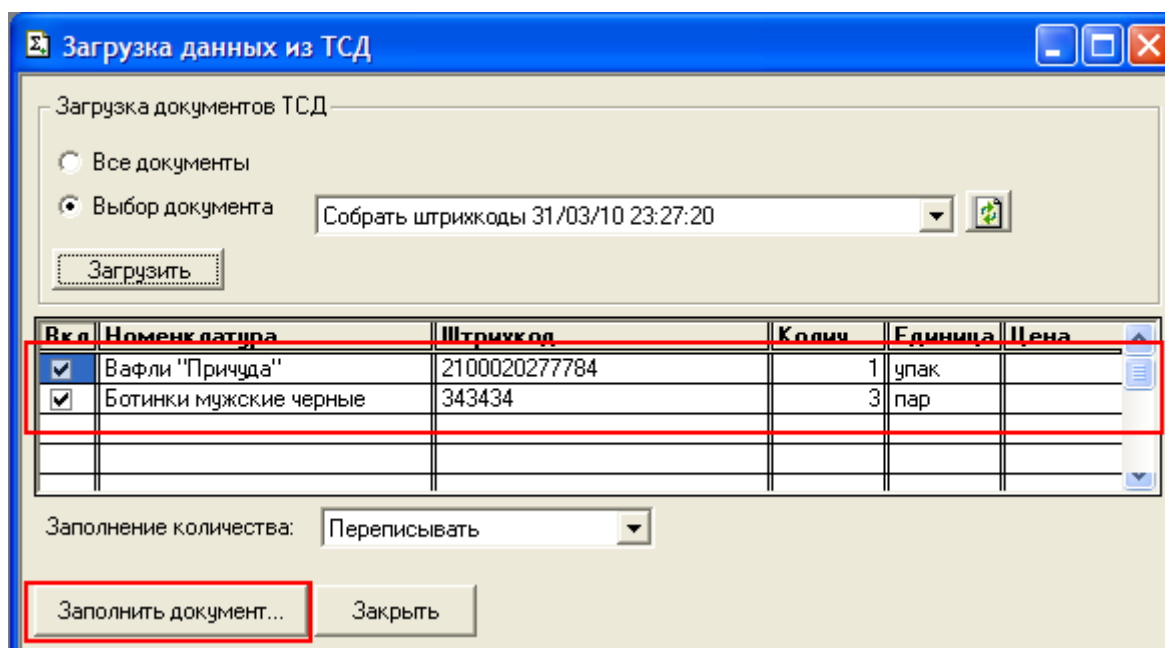 Загрузка данных из ТСД
Загрузка документов ТСД
Все документы
Выбор документа Собрать штрихкоды 31/03/10 23:27:20
Загрузить
Вкл Номенклатура Штрихкод Колич Единица Цена
Вафли "Причуда" 2100020277784 1 упак
Ботинки мужские черные 343434 3 пар
Заполнение количества: Переписывать
Заполнить документ... Закрыть